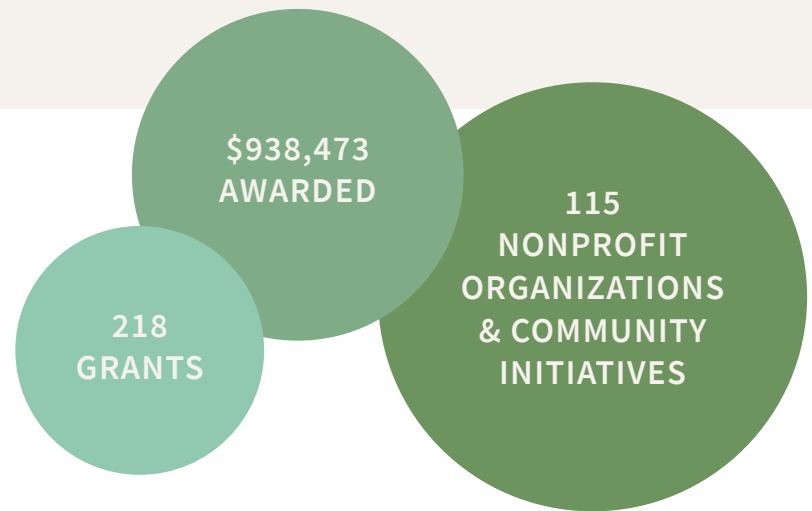 $938,473
AWARDED
218
GRANTS
115
NONPROFIT
ORGANIZATIONS
& COMMUNITY
INITIATIVES